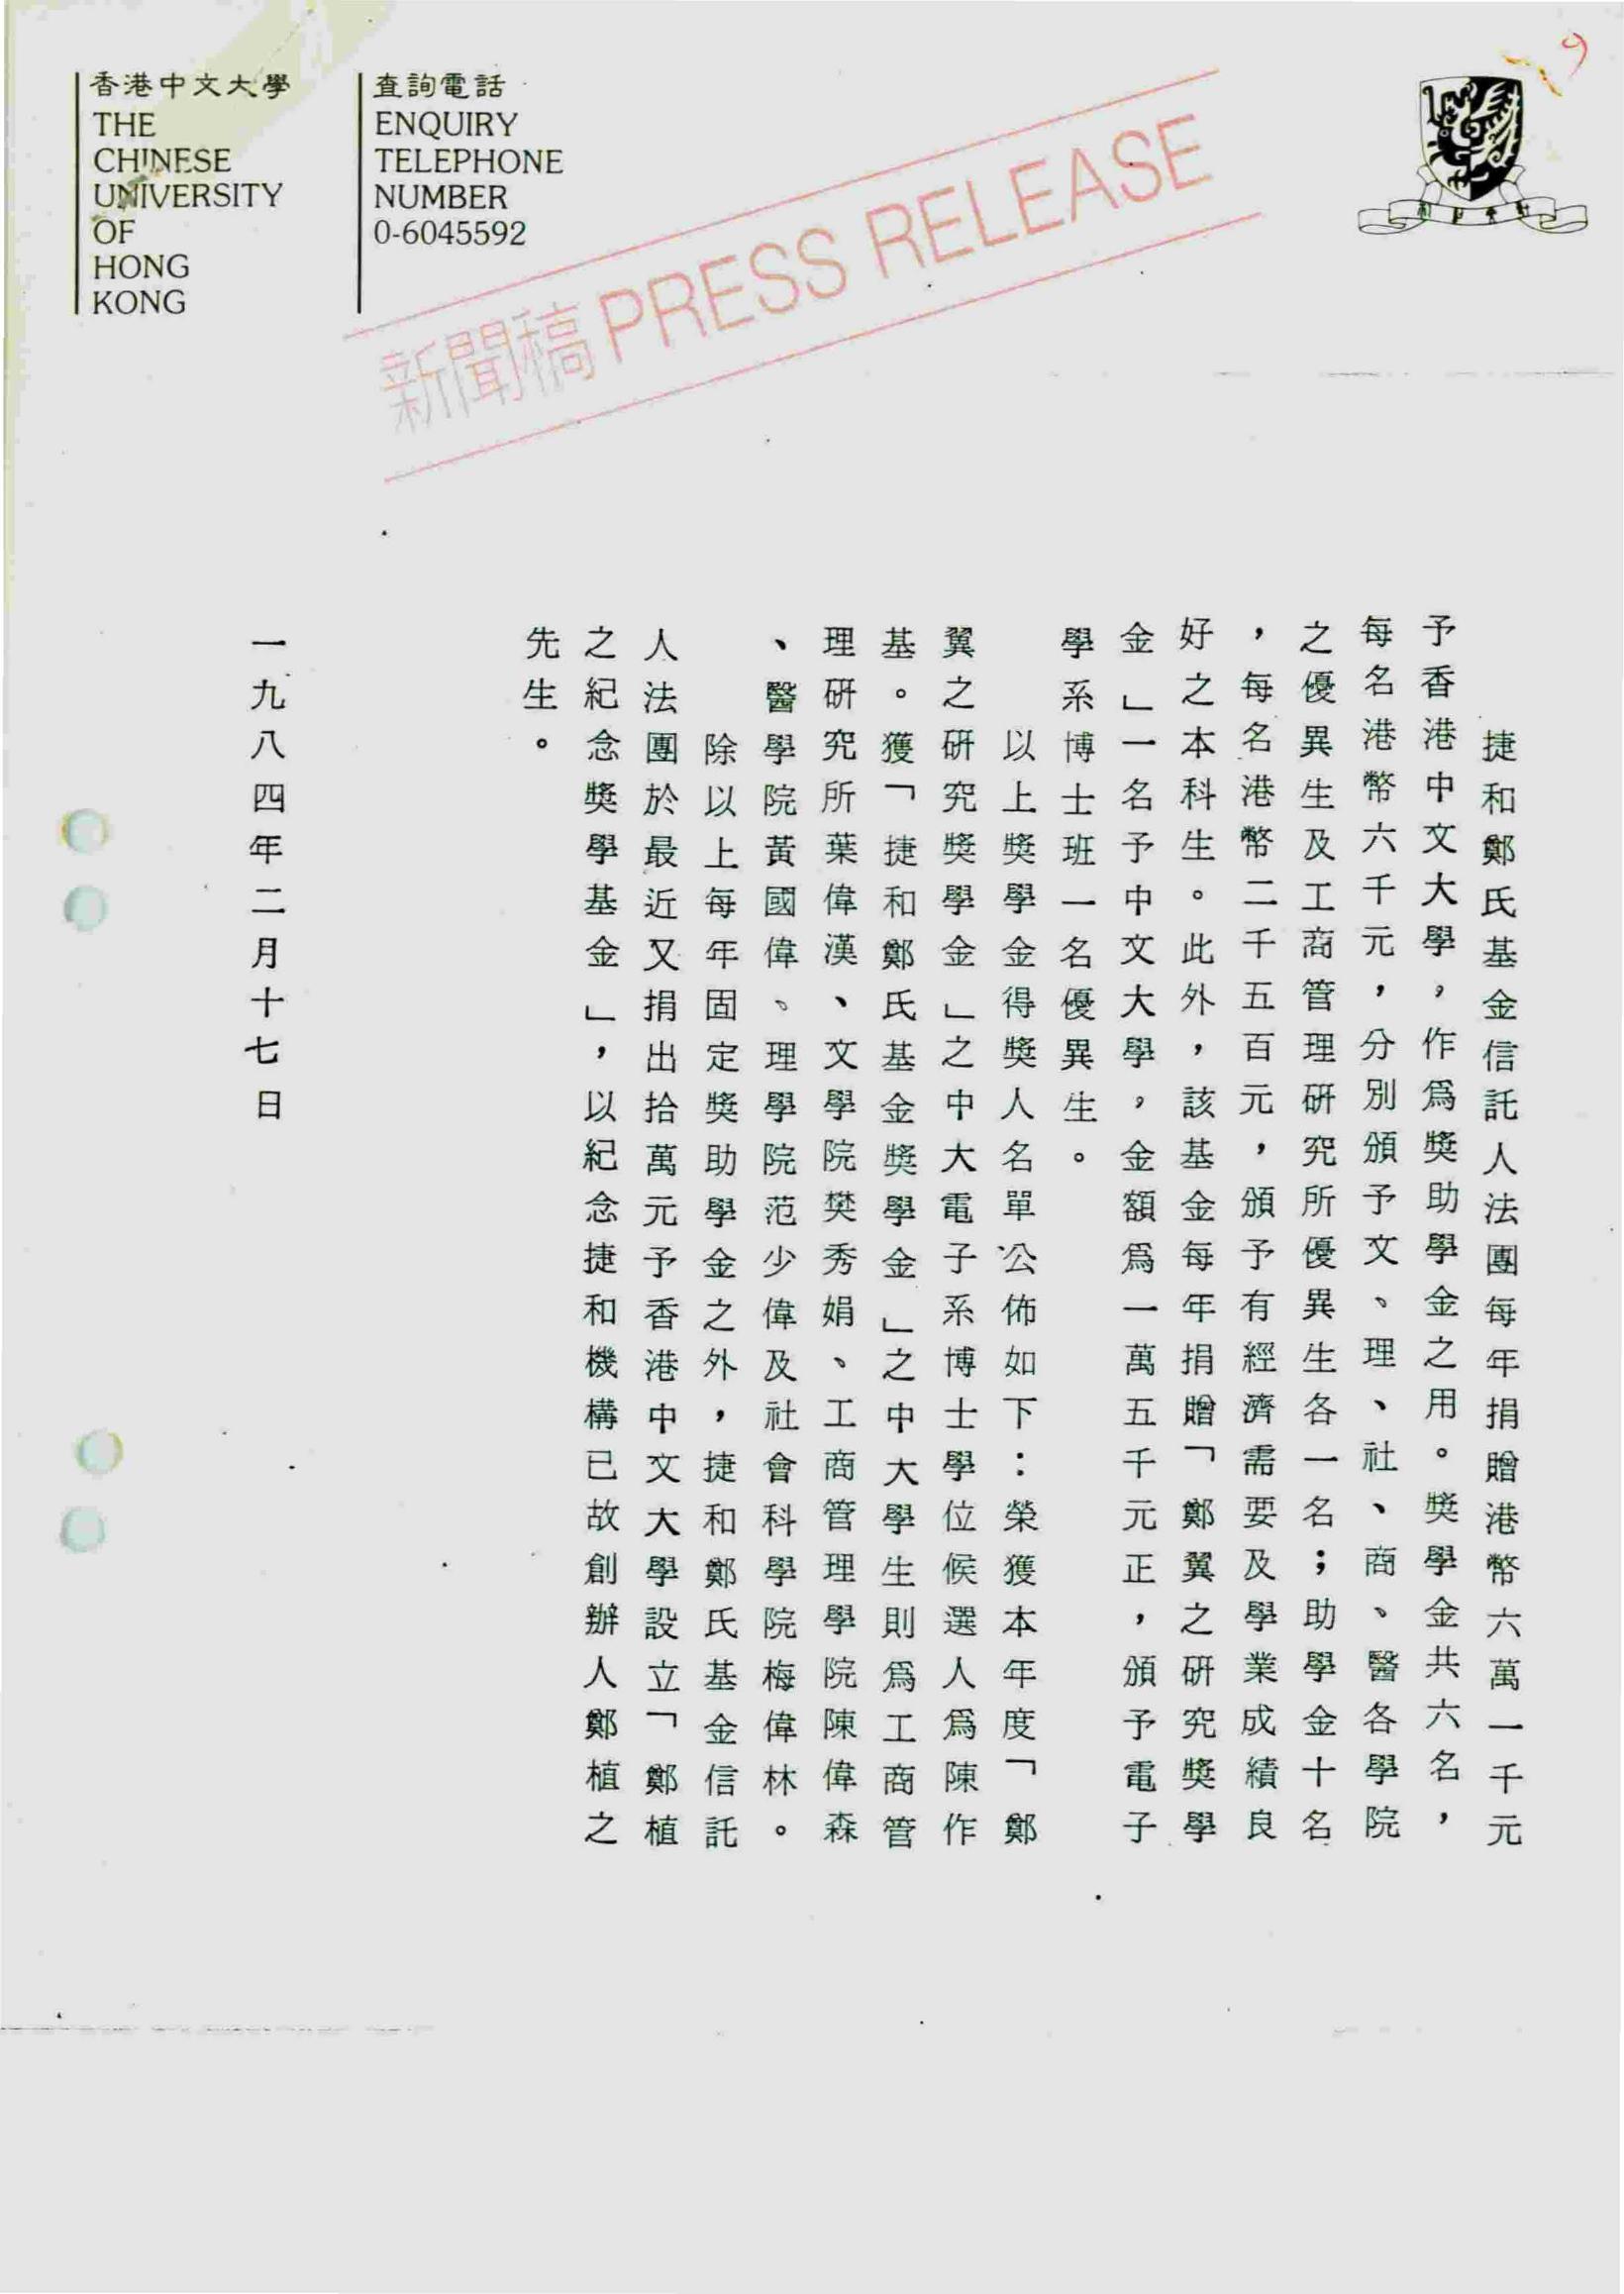 香港中文大學
THE
CHINESE
UNIVERSITY
OF
HONG
KONG
查詢電話
ENQUIRY
TELEPHONE
NUMBER
0-6045592
新聞稿 PRESS RELEASE
捷和鄭氏基金信託人法團每年捐贈港幣六萬一千元
予香港中文大學，作爲獎助學金之用。獎學金共六名，
每名港幣六千元，分別頒予文、理、社、商、醫各學院
之優異生及工商管理研究所優異生各一名；助學金十名
，每名港幣二千五百元，頒予有經濟需要及學業成績良
好之本科生。此外，該基金每年捐贈「鄭翼之研究獎學
金」一名予中文大學，金額爲一萬五千元正，頒予電子
學系博士班一名優異生。
以上獎學金得獎人名單公佈如下：榮獲本年度「鄭
翼之研究獎學金」之中大電子系博士學位候選人爲陳作
基。獲「捷和鄭氏基金獎學金」之中大學生則爲工商管
理研究所葉偉漢、文學院樊秀娟、工商管理學院陳偉森
、醫學院黃國偉、理學院范少偉及社會科學院梅偉林。
除以上每年固定獎助學金之外，捷和鄭氏基金信託
人法團於最近又捐出拾萬元予香港中文大學設立「鄭植
之紀念獎學基金」，以紀念捷和機構已故創辦人鄭植之
先生。
一九八四年二月十七日